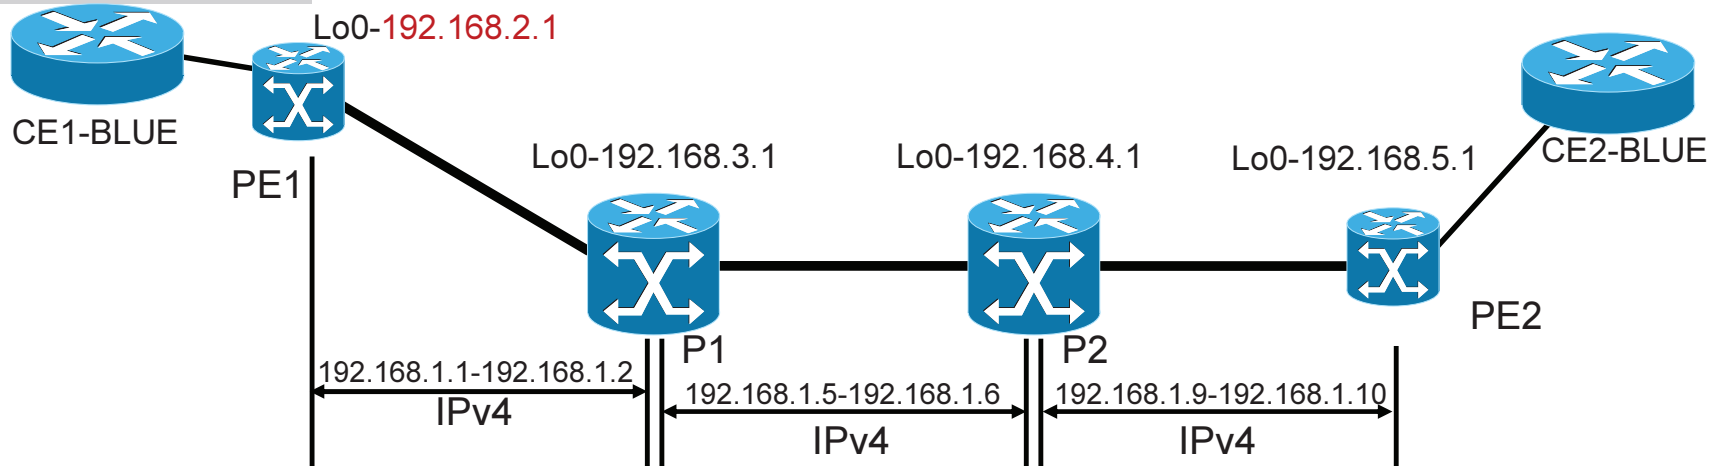 Lo0-192.168.2.1
CE1-BLUE
PE1
Lo0-192.168.3.1
Lo0-192.168.4.1
Lo0-192.168.5.1
CE2-BLUE
P1
P2
PE2
192.168.1.1-192.168.1.2
IPv4
192.168.1.5-192.168.1.6
IPv4
192.168.1.9-192.168.1.10
IPv4